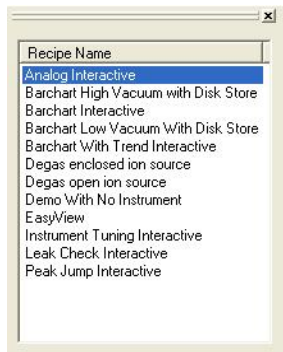 Recipe Name
Analog Interactive
Barchart High Vacuum with Disk Store
Barchart Interactive
Barchart Low Vacuum With Disk Store
Barchart With Trend Interactive
Degas enclosed ion source
Degas open ion source
Demo With No Instrument
EasyView
Instrument Tuning Interactive
Leak Check Interactive
Peak Jump Interactive